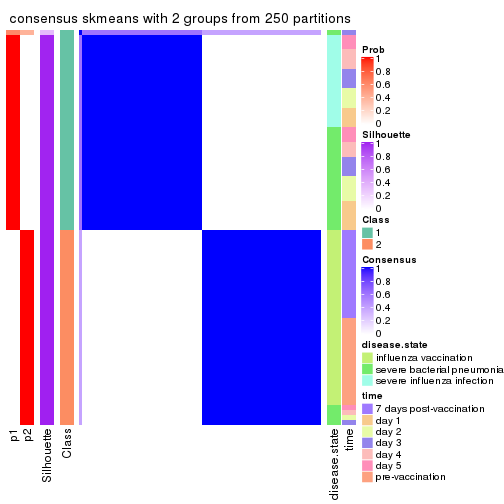 consensus skmeans with 2 groups from 250 partitions
Prob
1
0.8
0.6
0.4
0.2
0
Silhouette
1
0.8
0.6
0.4
0.2
0
Class
1
2
Consensus
1
0.8
0.6
0.4
0.2
0
disease.state
influenza vaccination
severe bacterial pneumonia
severe influenza infection
time
7 days post-vaccination
day 1
day 2
day 3
day 4
day 5
pre-vaccination
p1
p2
Silhouette
Class
disease.state
time